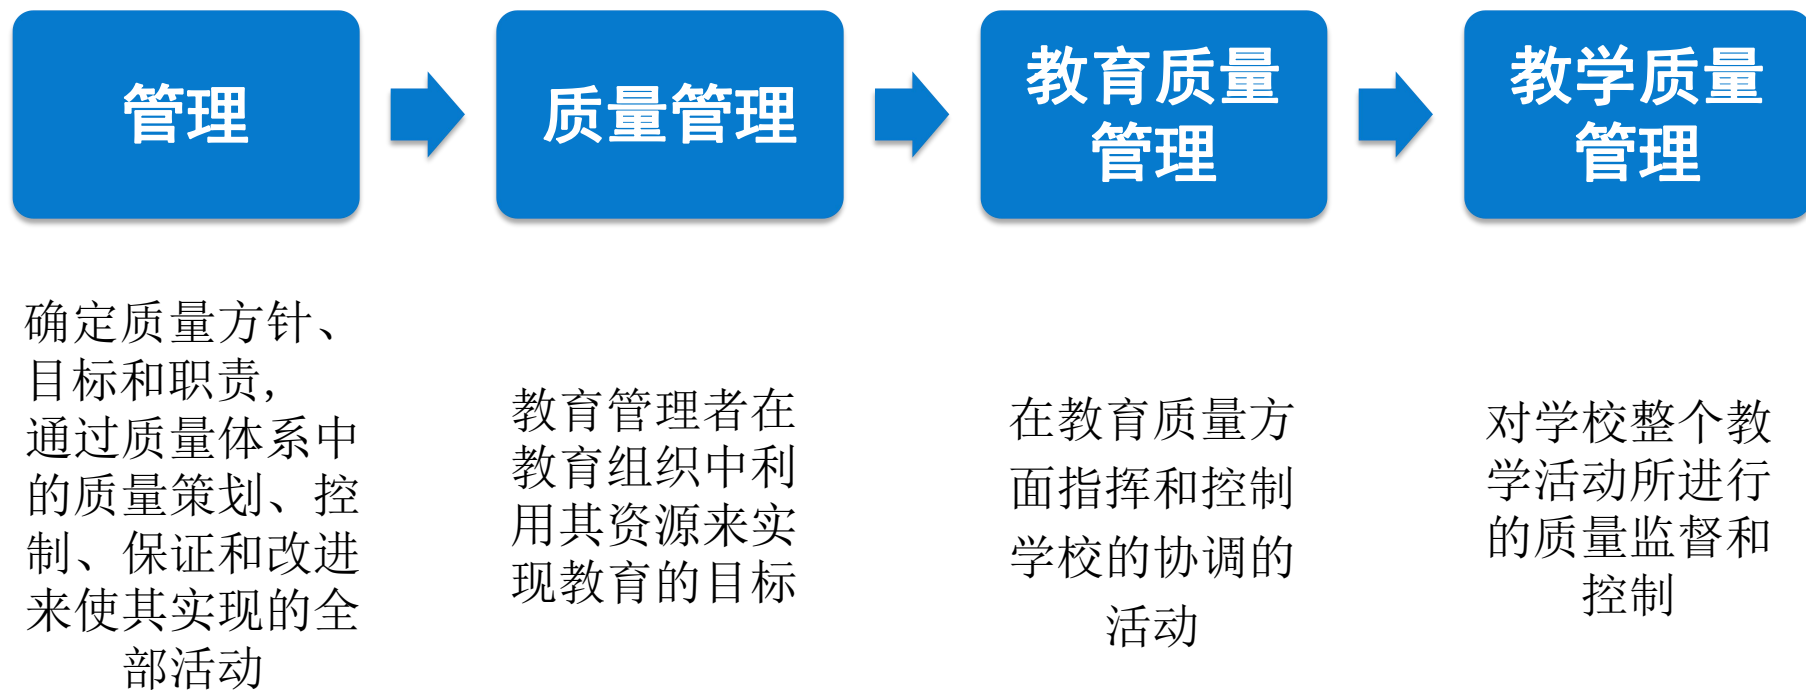 管理
质量管理
教育质量
管理
教学质量
管理
确定质量方针、
目标和职责,
通过质量体系中
的质量策划、控
制、保证和改进
来使其实现的全
部活动
教育管理者在
教育组织中利
用其资源来实
现教育的目标
在教育质量方
面指挥和控制
学校的协调的
活动
对学校整个教
学活动所进行
的质量监督和
控制